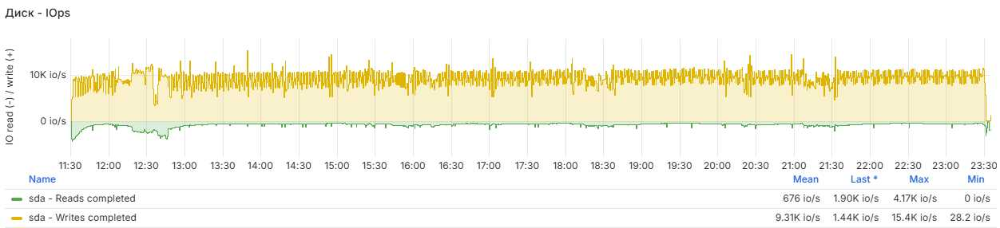 Диск - IOps
IO read (-) / write (+)
10K io/s
0 io/s
11:30 12:00 12:30 13:00 13:30 14:00 14:30 15:00 15:30 16:00 16:30 17:00 17:30 18:00 18:30 19:00 19:30 20:00 20:30 21:00 21:30 22:00 22:30 23:00 23:30
Name Mean Last * Max Min
sda - Reads completed 676 io/s 1.90K io/s 4.17K io/s 0 io/s
sda - Writes completed 9.31K io/s 1.44K io/s 15.4K io/s 28.2 io/s